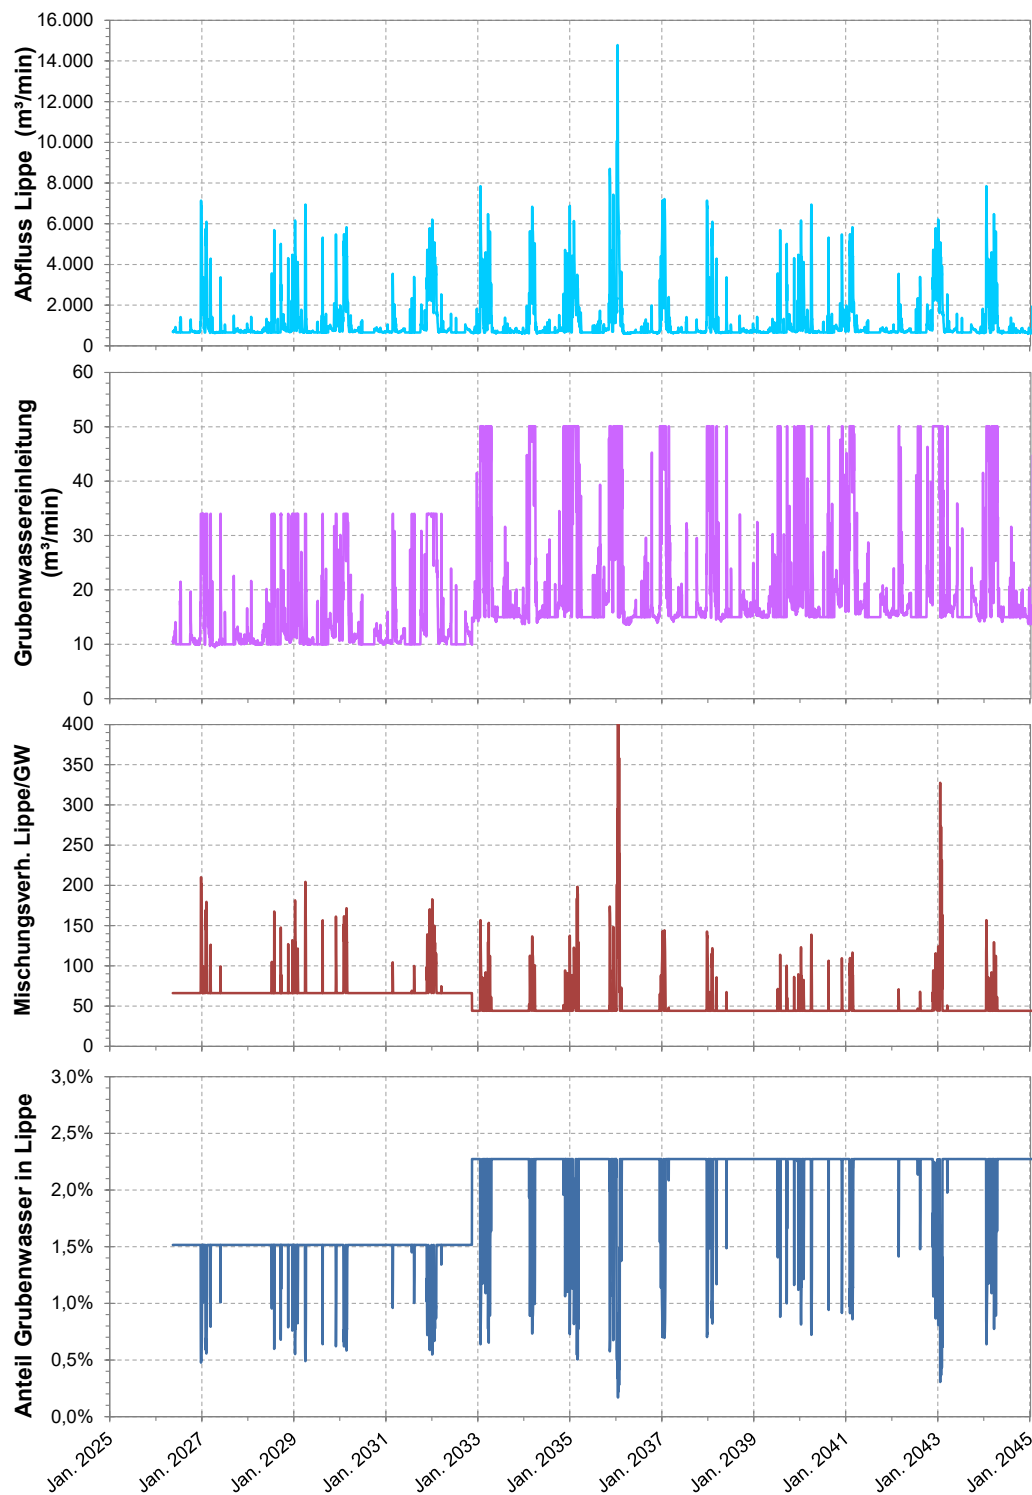 Abfluss Lippe (m³/min)
16.000
14.000
12.000
10.000
8.000
6.000
4.000
2.000
0
Grubenwassereinleitung
(m³/min)
60
50
40
30
20
10
0
Mischungsverh. Lippe/GW
400
350
300
250
200
150
100
50
0
Anteil Grubenwasser in Lippe
3,0%
2,5%
2,0%
1,5%
1,0%
0,5%
0,0%
Jan. 2025
Jan. 2027
Jan. 2029
Jan. 2031
Jan. 2033
Jan. 2035
Jan. 2037
Jan. 2039
Jan. 2041
Jan. 2043
Jan. 2045